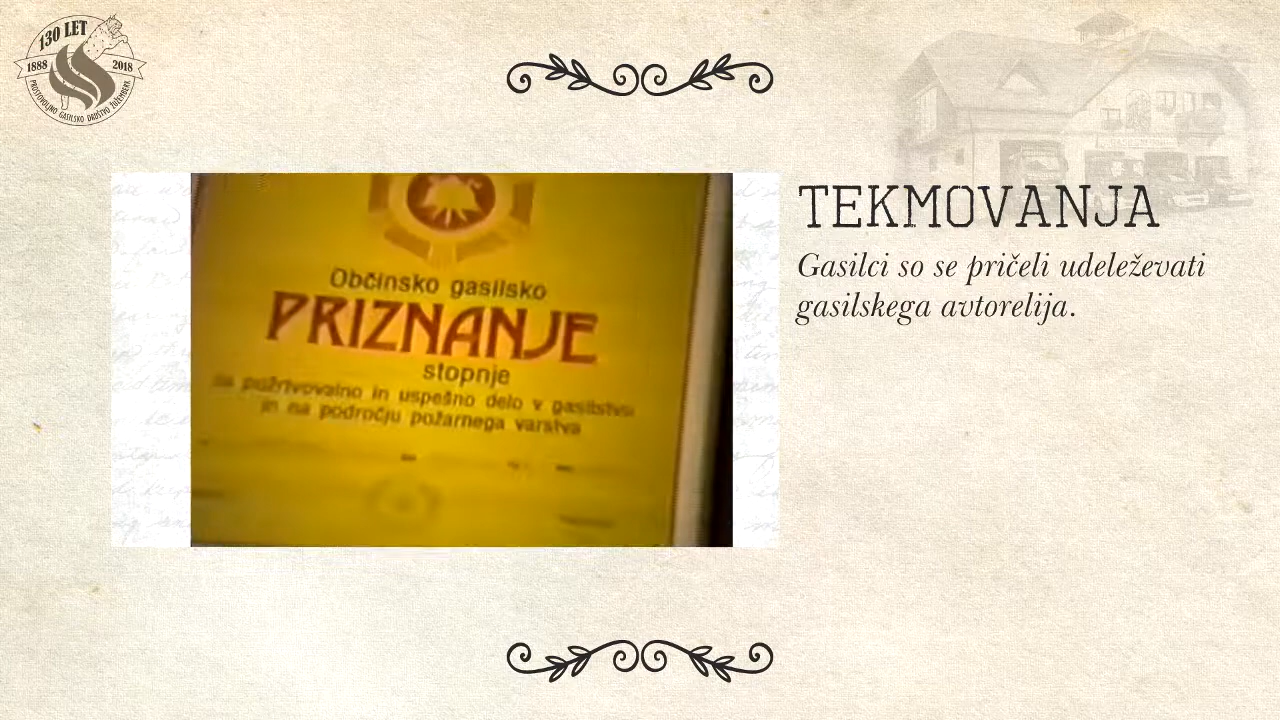 130 LET
1888 2018
PROSTOVOLJNO GASILSKO DRUŠTVO ŽUŽEMBERK
TEKMOVANJA
Gasilci so se pričeli udeleževati
gasilskega avtorelija.
Občinsko gasilsko
PRIZNANJE
stopnje
za požrtvovalno in uspešno delo v gasilstvu
in na področju požarnega varstva